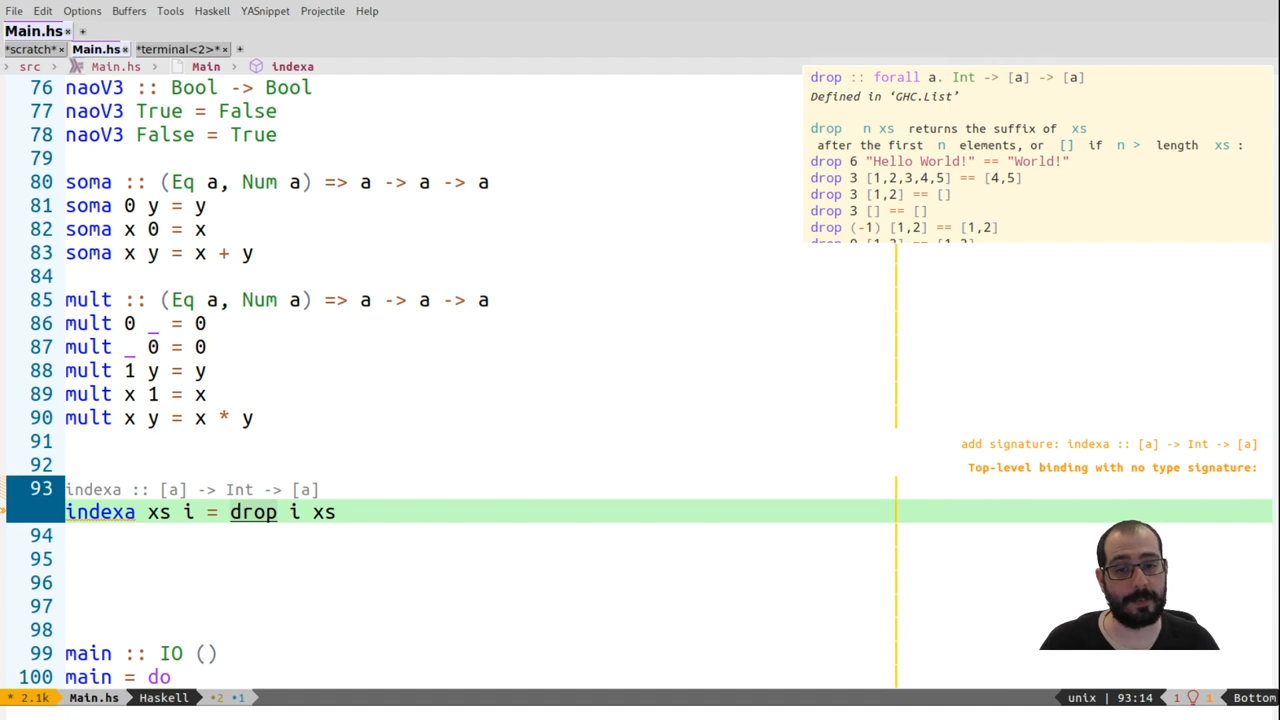 File Edit Options Buffers Tools Haskell YASnippet Projectile Help
Main.hs
*scratch* Main.hs *terminal<2>*
src Main.hs Main indexa
76 naoV3 :: Bool -> Bool
77 naoV3 True = False
78 naoV3 False = True
79
80 soma :: (Eq a, Num a) => a -> a -> a
81 soma 0 y = y
82 soma x 0 = x
83 soma x y = x + y
84
85 mult :: (Eq a, Num a) => a -> a -> a
86 mult 0 _ = 0
87 mult _ 0 = 0
88 mult 1 y = y
89 mult x 1 = x
90 mult x y = x * y
91
92
93 indexa :: [a] -> Int -> [a]
indexa xs i = drop i xs
94
95
96
97
98
99 main :: IO ()
100 main = do
drop :: forall a. Int -> [a] -> [a]
Defined in ‘GHC.List’
drop n xs returns the suffix of xs
after the first n elements, or [] if n > length xs :
drop 6 "Hello World!" == "World!"
drop 3 [1,2,3,4,5] == [4,5]
drop 3 [1,2] == []
drop 3 [] == []
drop (-1) [1,2] == [1,2]
add signature: indexa :: [a] -> Int -> [a]
Top-level binding with no type signature:
* 2.1k Main.hs Haskell •2 •1 unix | 93:14 1 1 Bottom